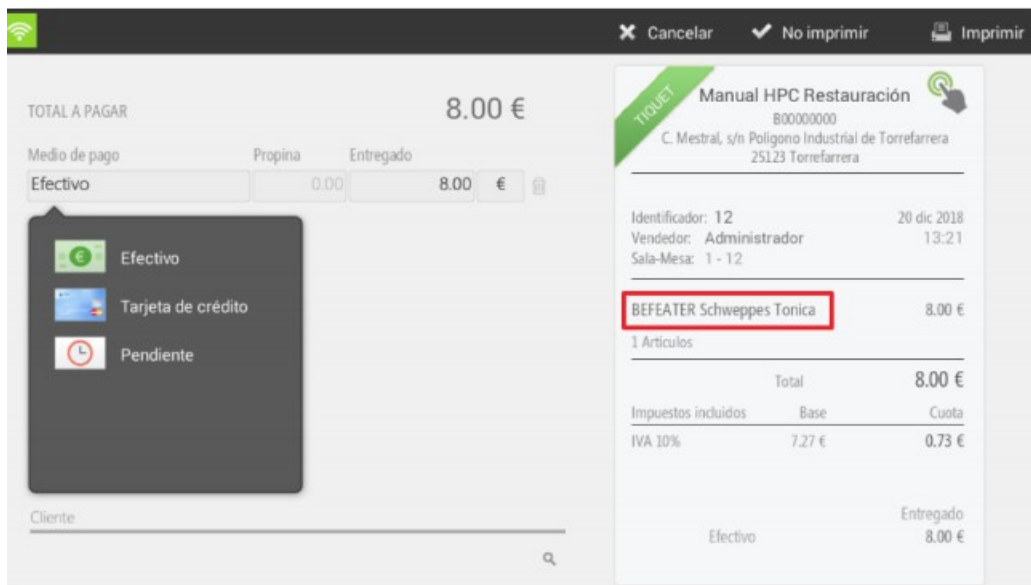 Cancelar No imprimir Imprimir
TOTAL A PAGAR 8.00 €
Medio de pago Propina Entregado
Efectivo 0.00 8.00 €
Efectivo
Tarjeta de crédito
Pendiente
Cliente
TIQUET
Manual HPC Restauración
B00000000
C. Mestral, s/n Poligono Industrial de Torrefarrera
25123 Torrefarrera
Identificador: 12 20 dic 2018
Vendedor: Administrador 13:21
Sala-Mesa: 1 - 12
BEFEATER Schweppes Tonica 8.00 €
1 Articulos
Total 8.00 €
Impuestos incluidos Base Cuota
IVA 10% 7.27 € 0.73 €
Entregado
Efectivo 8.00 €